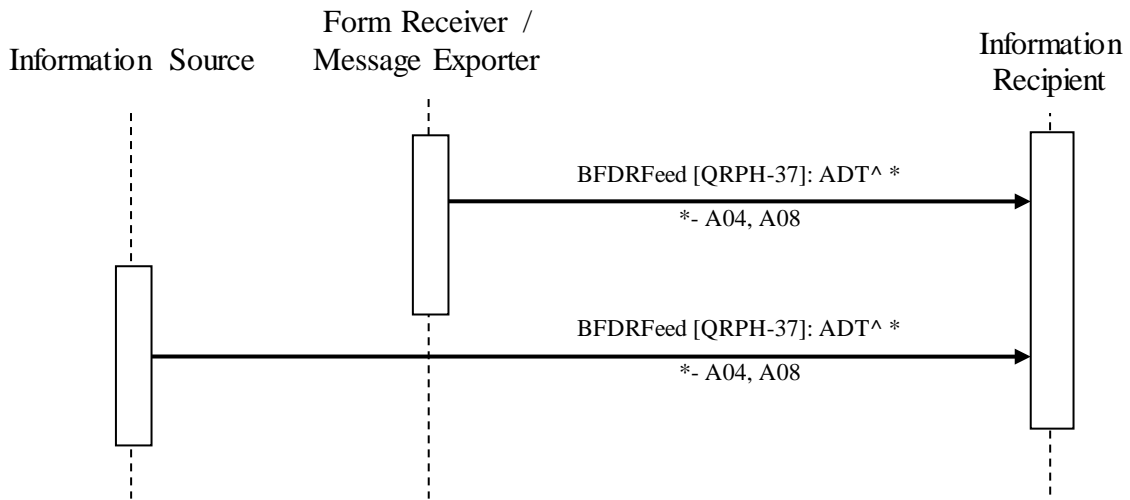 Information Source
Form Receiver /
Message Exporter
Information
Recipient
BFDRFeed [QRPH-37]: ADT^ *
*- A04, A08
BFDRFeed [QRPH-37]: ADT^ *
*- A04, A08